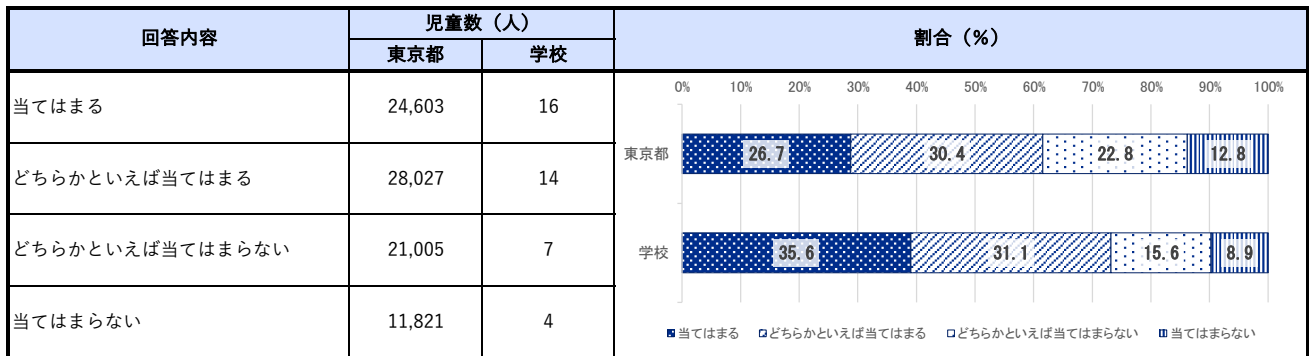 回答内容 児童数（人） 割合（％）
東京都 学校
当てはまる 24,603 16
どちらかといえば当てはまる 28,027 14
どちらかといえば当てはまらない 21,005 7
当てはまらない 11,821 4
0% 10% 20% 30% 40% 50% 60% 70% 80% 90% 100%
東京都 26.7 30.4 22.8 12.8
学校 35.6 31.1 15.6 8.9
当てはまる どちらかといえば当てはまる どちらかといえば当てはまらない 当てはまらない